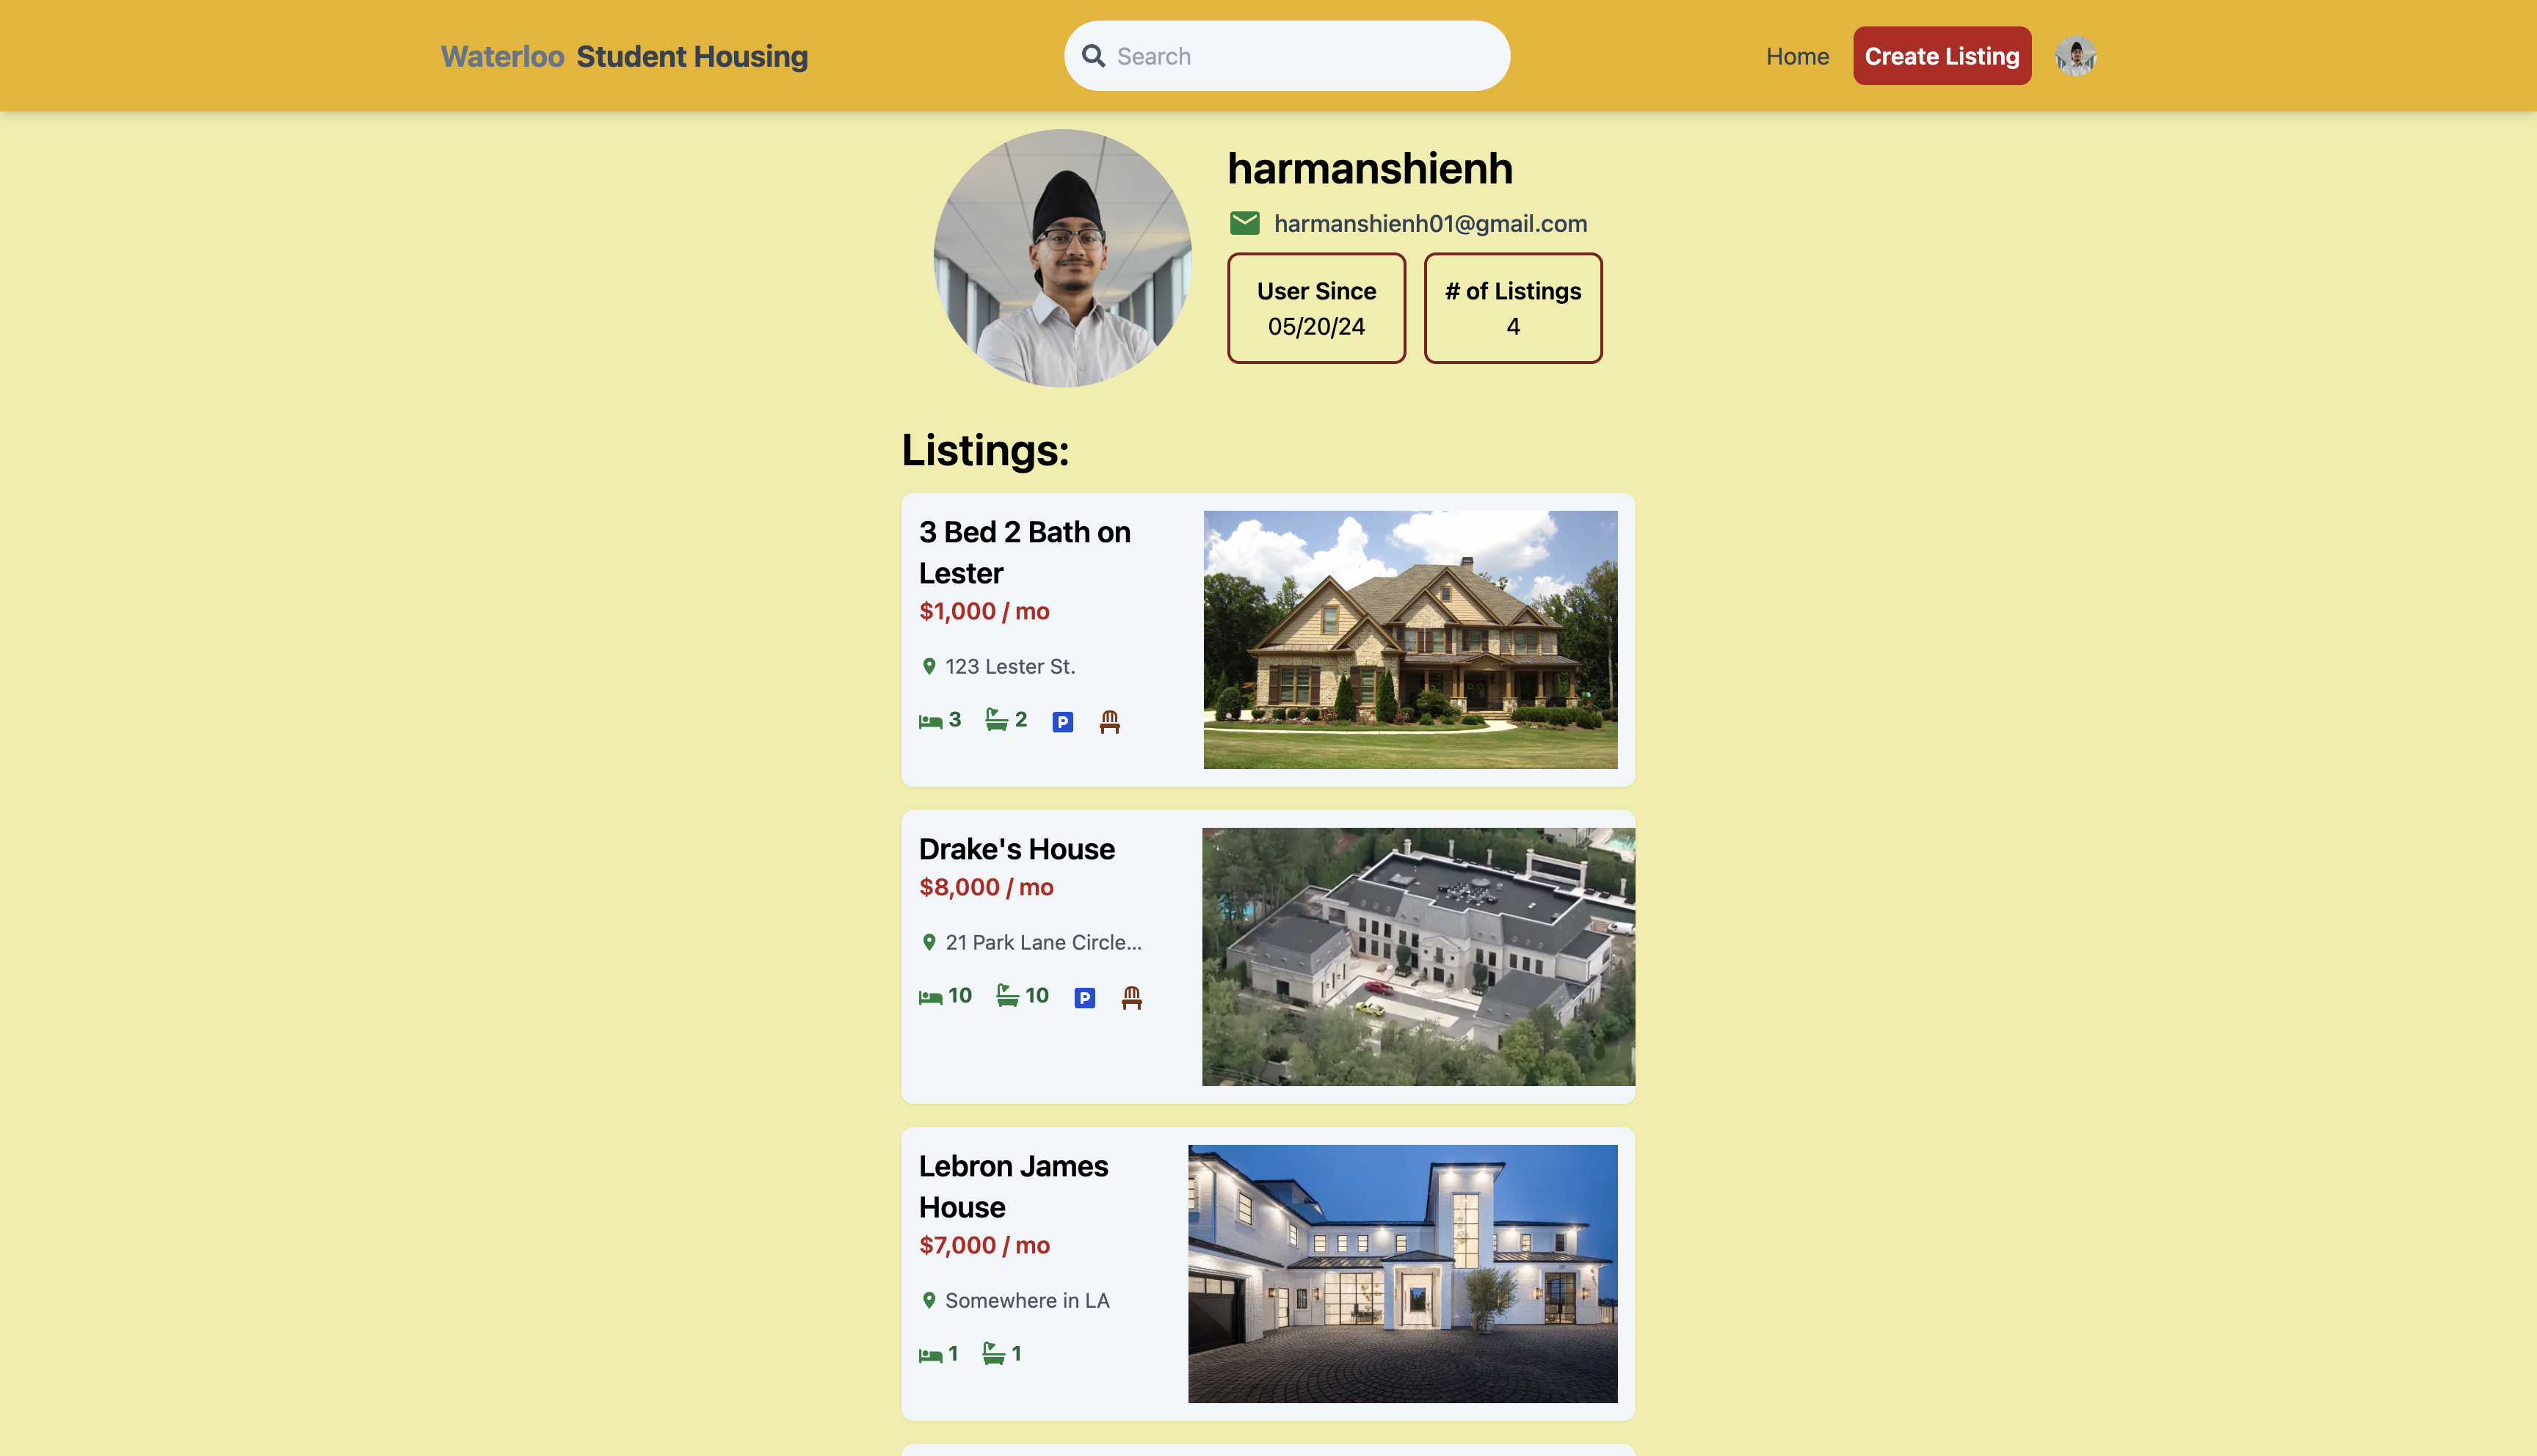 Waterloo Student Housing
Search
Home
Create Listing
harmanshienh
harmanshienh01@gmail.com
User Since
05/20/24
# of Listings
4
Listings:
3 Bed 2 Bath on
Lester
$1,000 / mo
123 Lester St.
3 2 P
Drake's House
$8,000 / mo
21 Park Lane Circle...
10 10 P
Lebron James
House
$7,000 / mo
Somewhere in LA
1 1